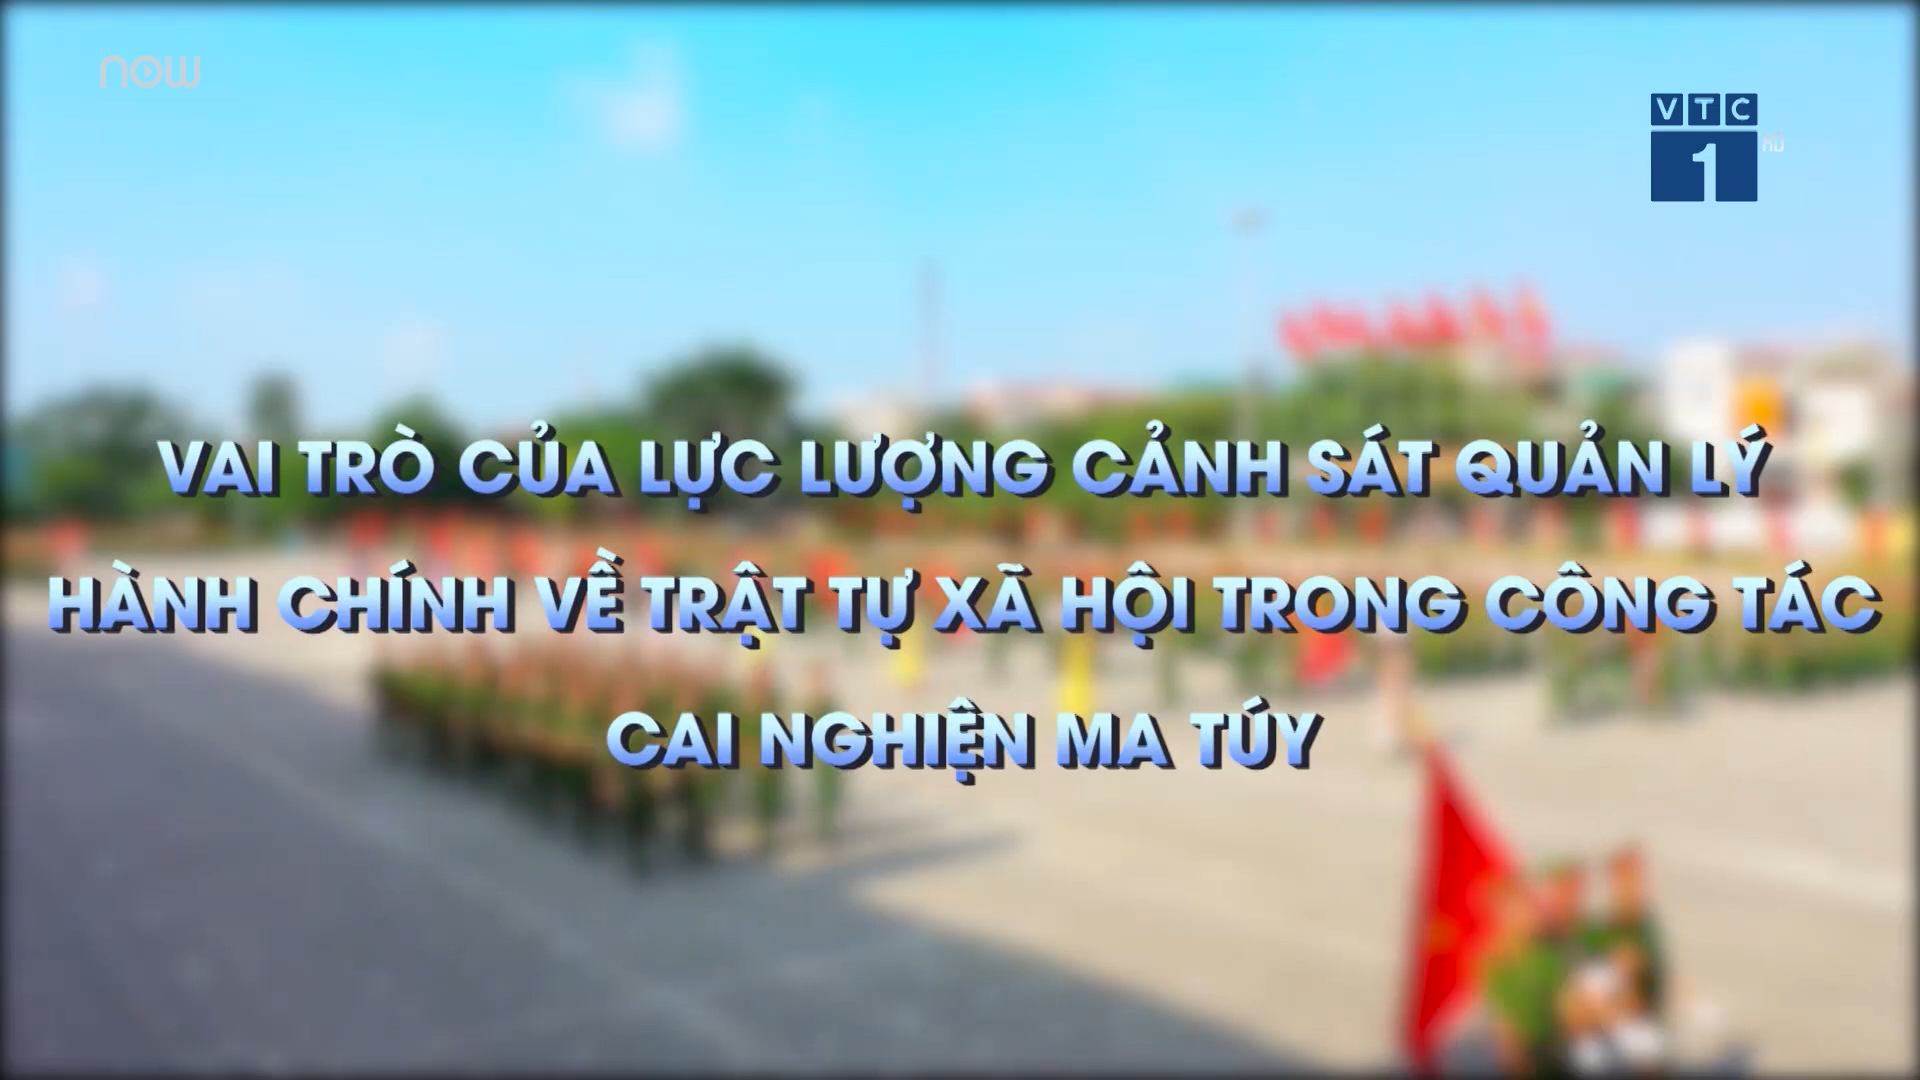 now
VTC
1 HD
VAI TRÒ CỦA LỰC LƯỢNG CẢNH SÁT QUẢN LÝ
HÀNH CHÍNH VỀ TRẬT TỰ XÃ HỘI TRONG CÔNG TÁC
CAI NGHIỆN MA TÚY